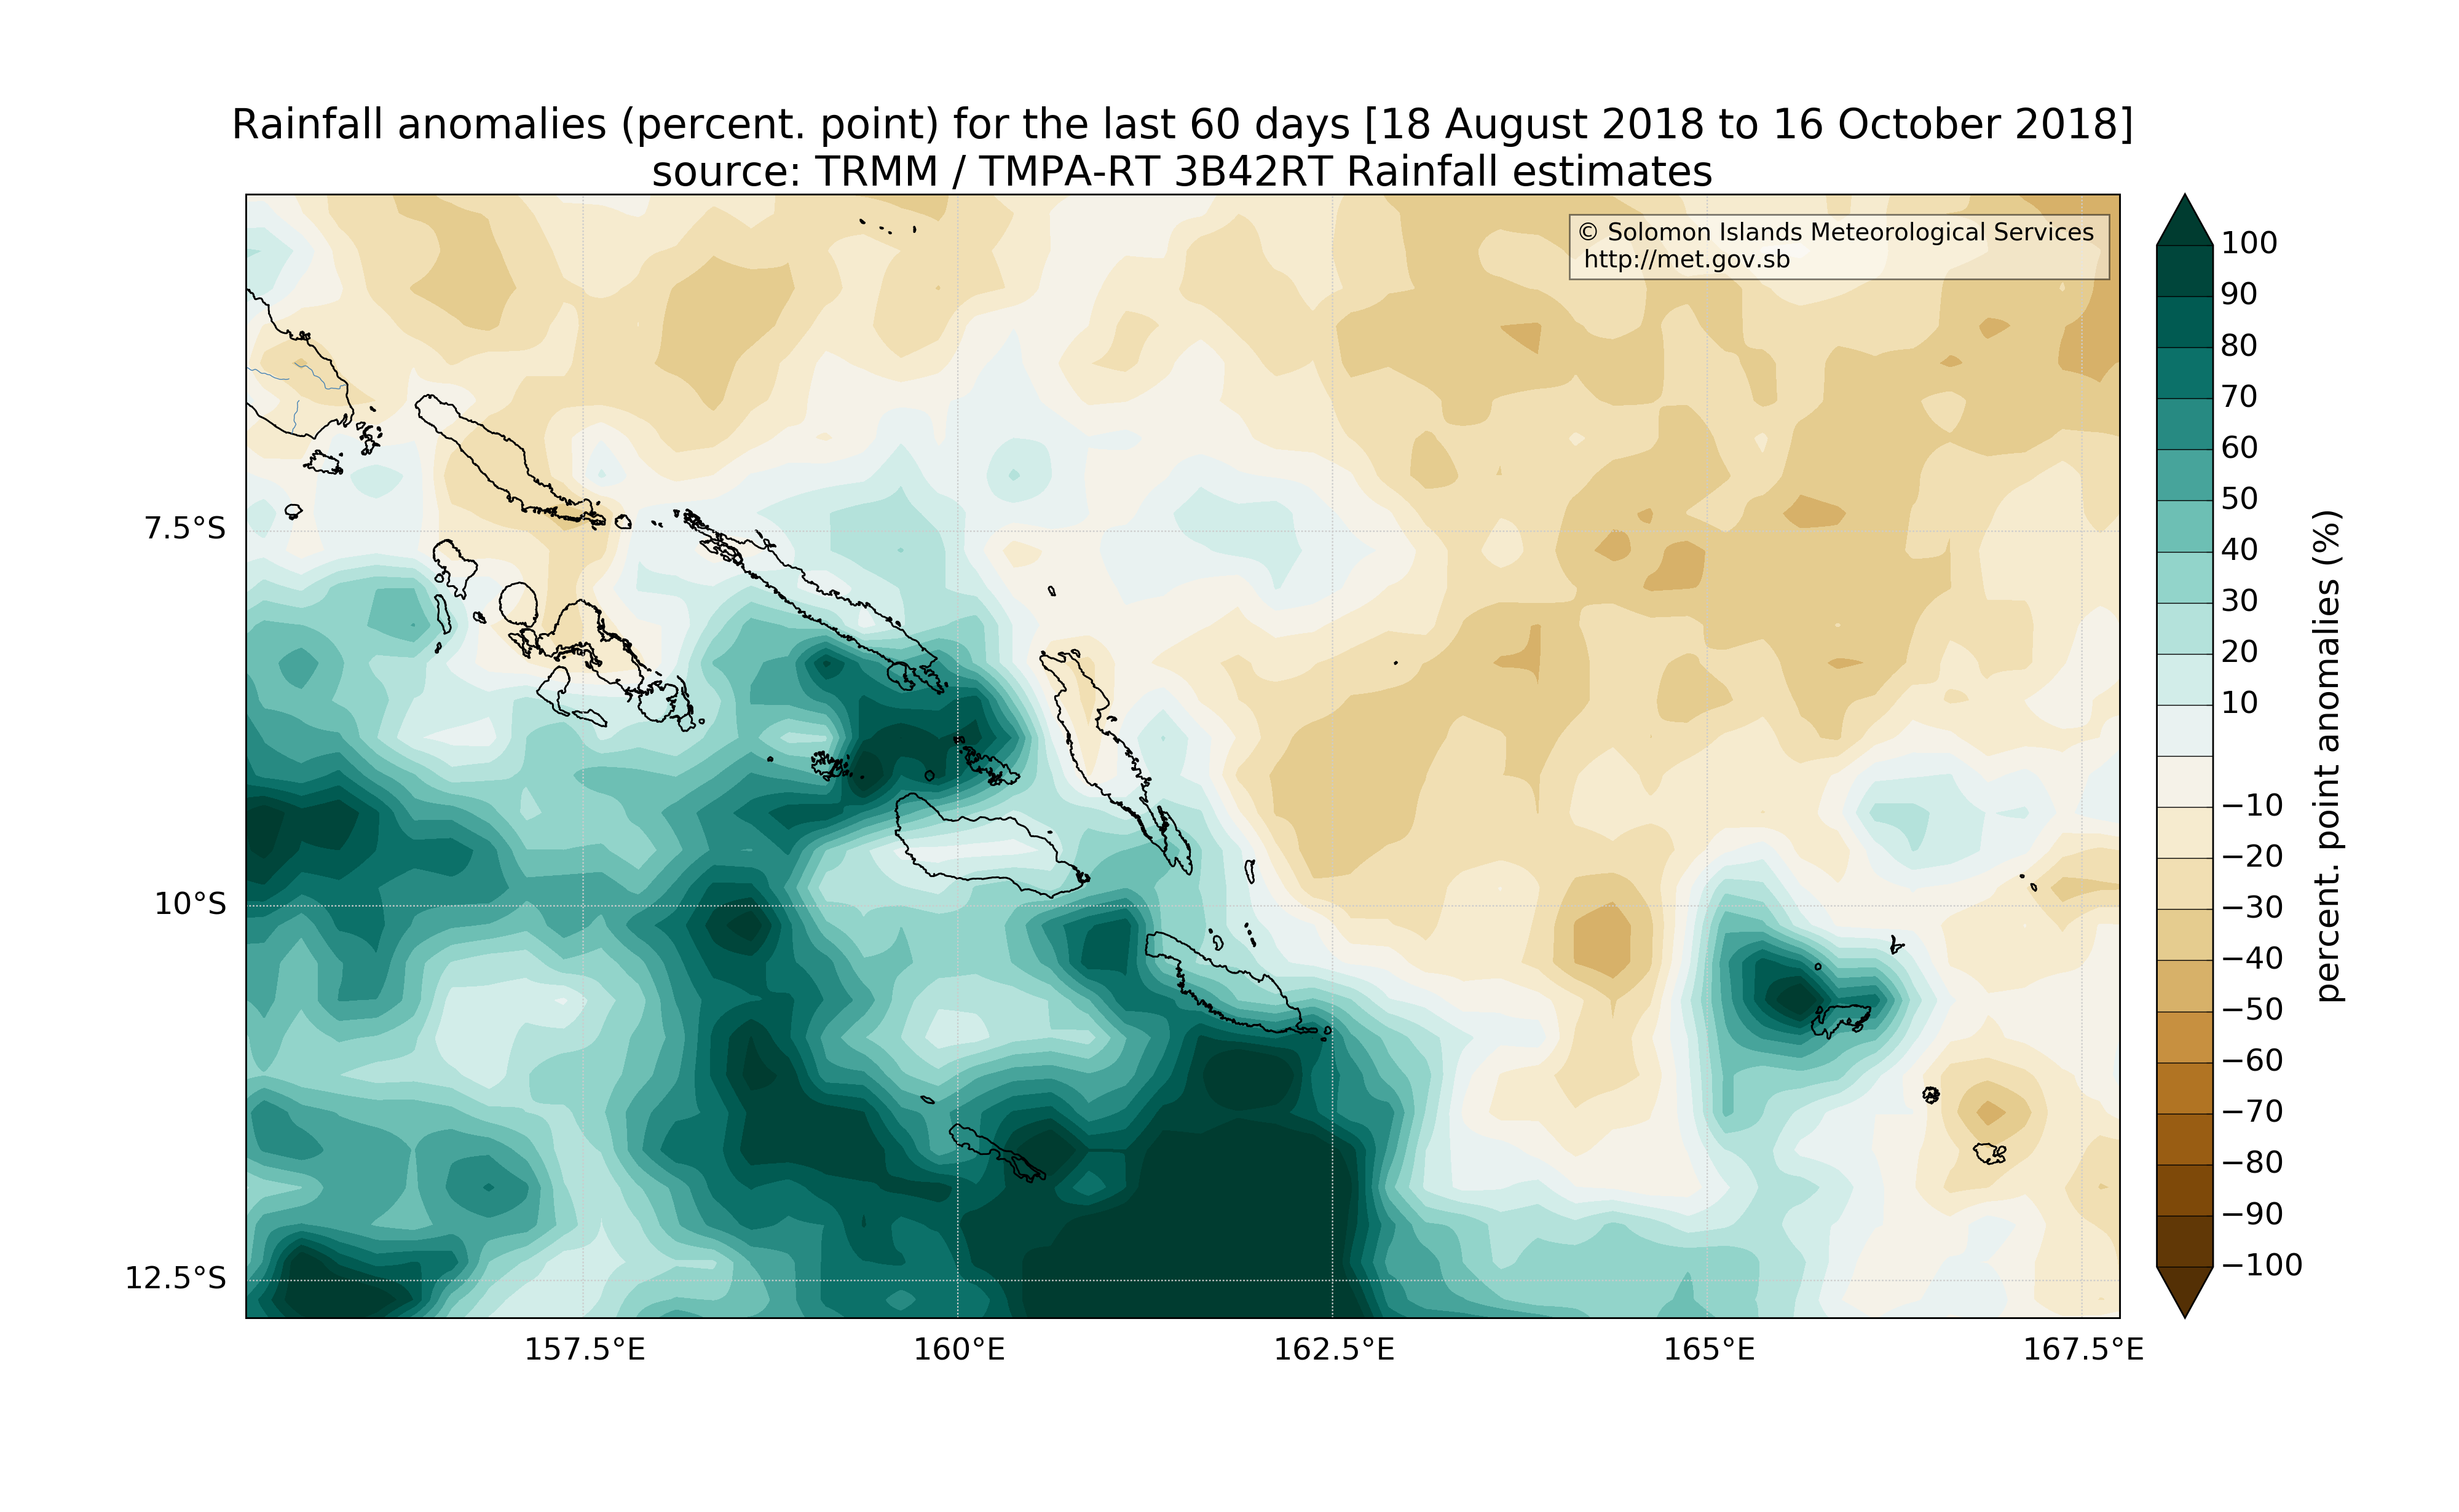 Rainfall anomalies (percent. point) for the last 60 days [18 August 2018 to 16 October 2018]
source: TRMM / TMPA-RT 3B42RT Rainfall estimates
© Solomon Islands Meteorological Services
http://met.gov.sb
7.5°S
10°S
12.5°S
157.5°E
160°E
162.5°E
165°E
167.5°E
100
90
80
70
60
50
40
30
20
10
−10
−20
−30
−40
−50
−60
−70
−80
−90
−100
percent. point anomalies (%)